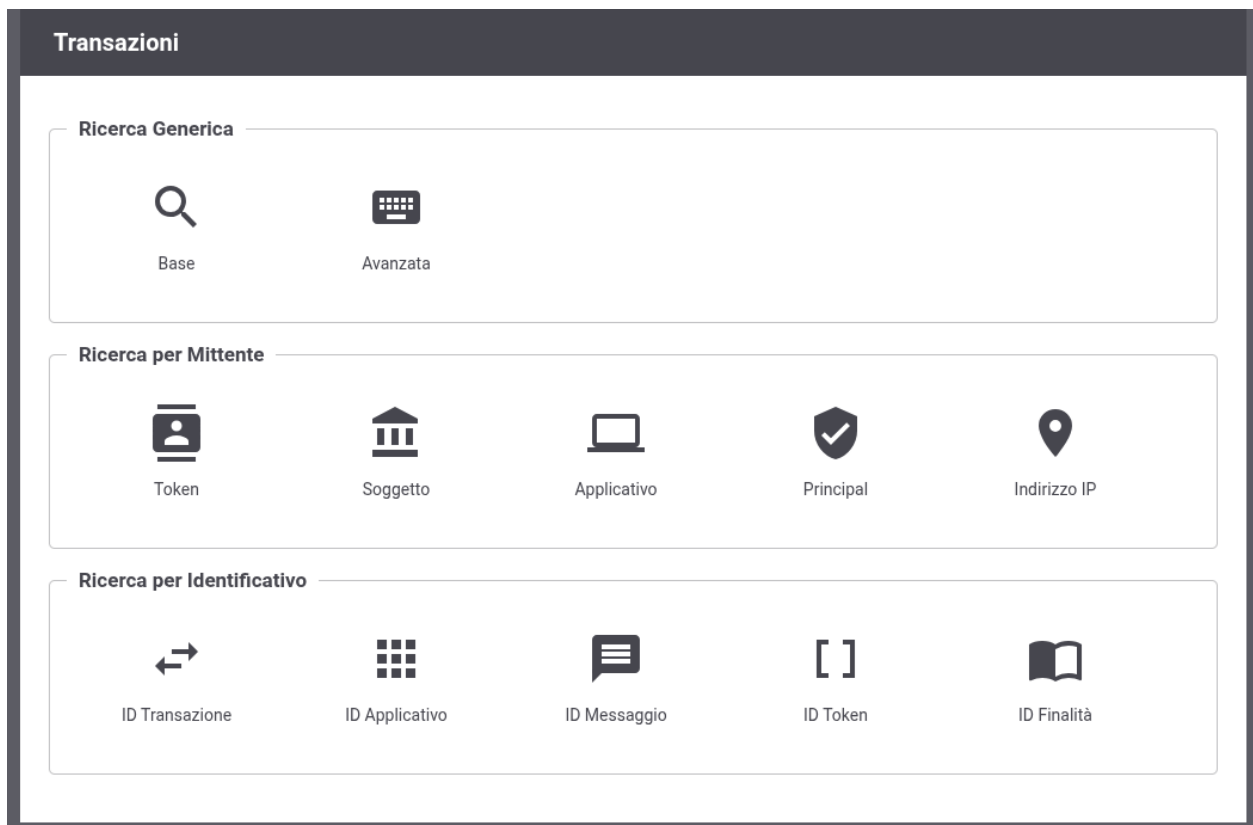 Transazioni
Ricerca Generica
Base
Avanzata
Ricerca per Mittente
Token
Soggetto
Applicativo
Principal
Indirizzo IP
Ricerca per Identificativo
ID Transazione
ID Applicativo
ID Messaggio
ID Token
ID Finalità